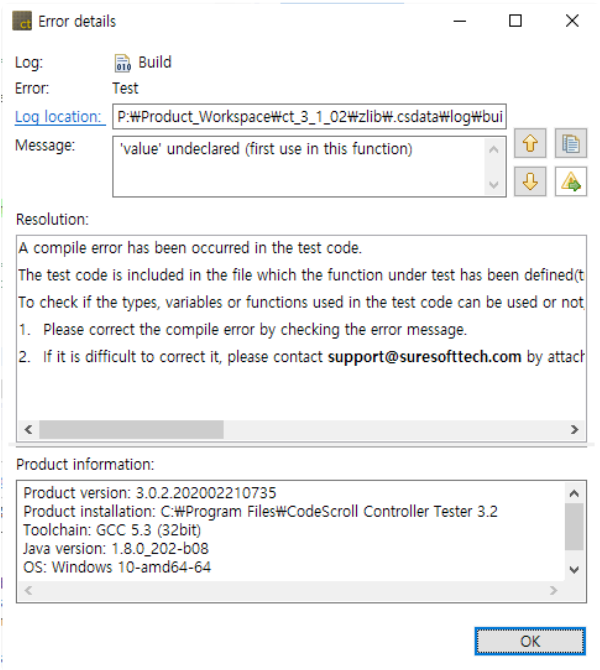 Error details
Log: Build
Error: Test
Log location: P:₩Product_Workspace₩ct_3_1_02₩zlib₩.csdata₩log₩bui
Message: 'value' undeclared (first use in this function)
Resolution:
A compile error has been occurred in the test code.
The test code is included in the file which the function under test has been defined(t
To check if the types, variables or functions used in the test code can be used or not,
1. Please correct the compile error by checking the error message.
2. If it is difficult to correct it, please contact support@suresofttech.com by attach
Product information:
Product version: 3.0.2.202002210735
Product installation: C:₩Program Files₩CodeScroll Controller Tester 3.2
Toolchain: GCC 5.3 (32bit)
Java version: 1.8.0_202-b08
OS: Windows 10-amd64-64
OK